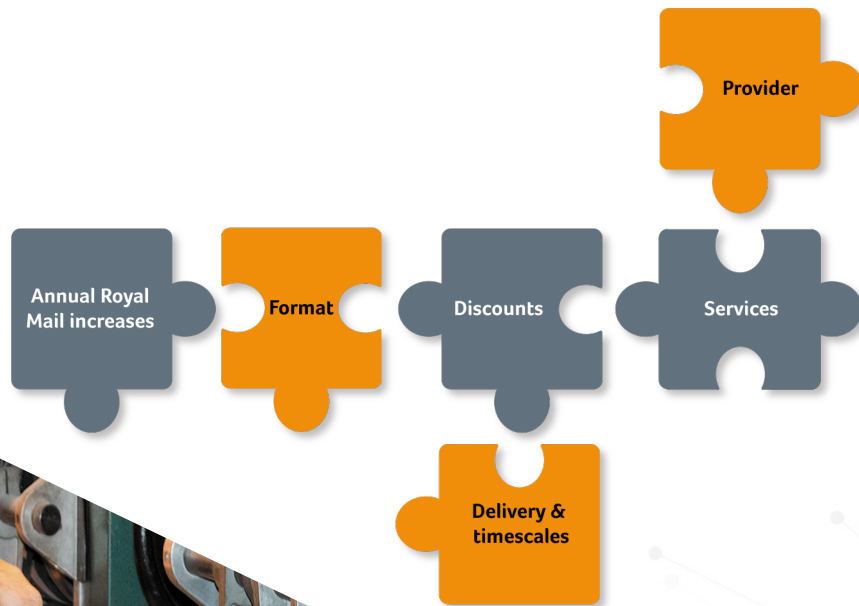 Provider
Annual Royal
Mail increases
Format
Discounts
Services
Delivery &
timescales